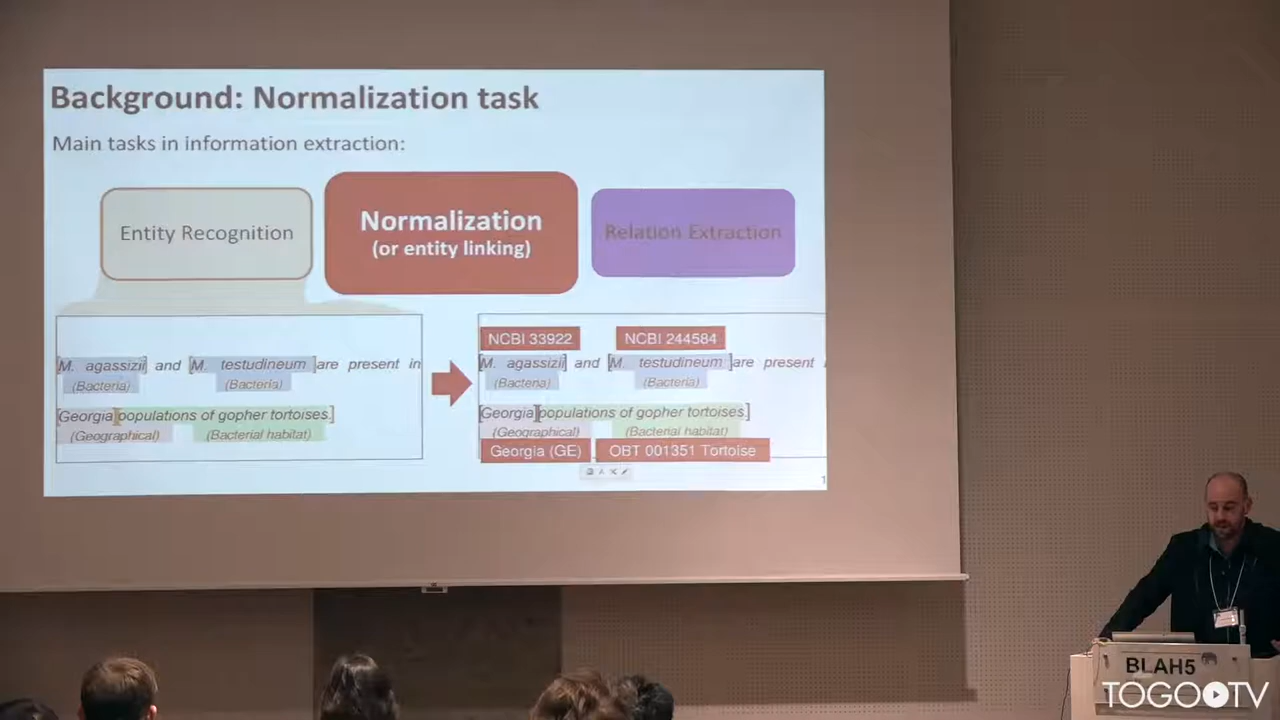 Background: Normalization task
Main tasks in information extraction:
Entity Recognition
Normalization
(or entity linking)
Relation Extraction
[M. agassizii] and [M. testudineum ]are present in
(Bacteria) (Bacteria)
[Georgia]populations of gopher tortoises.]
(Geographical) (Bacterial habitat)
NCBI 33922 NCBI 244584
[M. agassizii] and [M. testudineum ]are present
(Bacteria) (Bacteria)
[Georgia][populations of gopher tortoises.]
(Geographical) (Bacterial habitat)
Georgia (GE) OBT 001351 Tortoise
1
BLAH5
TOGOTV